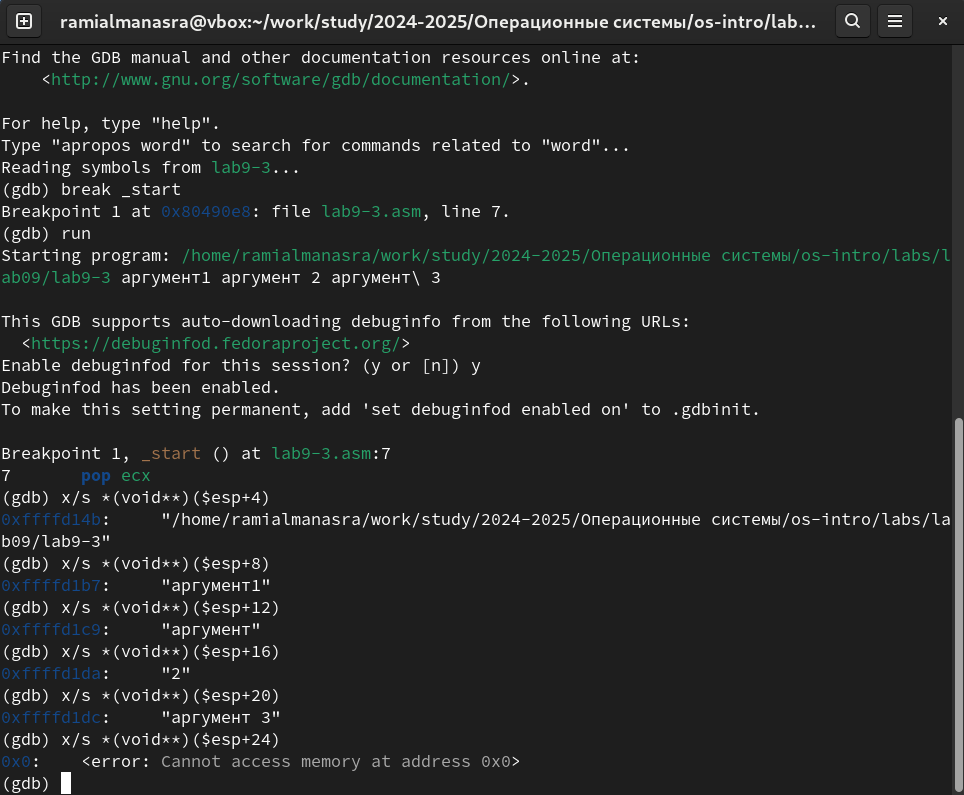 ramialmanasra@vbox:~/work/study/2024-2025/Операционные системы/os-intro/lab...
Find the GDB manual and other documentation resources online at:
    <http://www.gnu.org/software/gdb/documentation/>.

For help, type "help".
Type "apropos word" to search for commands related to "word"...
Reading symbols from lab9-3...
(gdb) break _start
Breakpoint 1 at 0x80490e8: file lab9-3.asm, line 7.
(gdb) run
Starting program: /home/ramialmanasra/work/study/2024-2025/Операционные системы/os-intro/labs/l
ab09/lab9-3 аргумент1 аргумент 2 аргумент\ 3

This GDB supports auto-downloading debuginfo from the following URLs:
  <https://debuginfod.fedoraproject.org/>
Enable debuginfod for this session? (y or [n]) y
Debuginfod has been enabled.
To make this setting permanent, add 'set debuginfod enabled on' to .gdbinit.

Breakpoint 1, _start () at lab9-3.asm:7
7       pop ecx
(gdb) x/s *(void**)($esp+4)
0xffffd14b:     "/home/ramialmanasra/work/study/2024-2025/Операционные системы/os-intro/labs/la
b09/lab9-3"
(gdb) x/s *(void**)($esp+8)
0xffffd1b7:     "аргумент1"
(gdb) x/s *(void**)($esp+12)
0xffffd1c9:     "аргумент"
(gdb) x/s *(void**)($esp+16)
0xffffd1da:     "2"
(gdb) x/s *(void**)($esp+20)
0xffffd1dc:     "аргумент 3"
(gdb) x/s *(void**)($esp+24)
0x0:    <error: Cannot access memory at address 0x0>
(gdb)